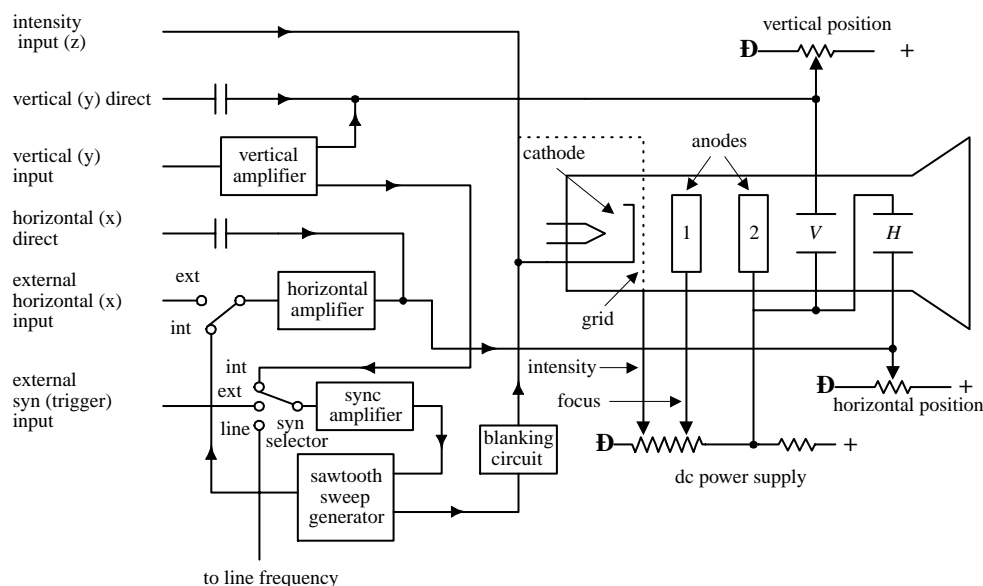 intensity
input (z)
vertical position
Đ
+
vertical (y) direct
vertical (y)
input
vertical
amplifier
cathode
anodes
horizontal (x)
direct
1
2
V
H
external
horizontal (x)
input
ext
int
horizontal
amplifier
grid
intensity
Đ
+
horizontal position
external
syn (trigger)
input
int
ext
line
syn
selector
sync
amplifier
focus
blanking
circuit
Đ
+
dc power supply
sawtooth
sweep
generator
to line frequency